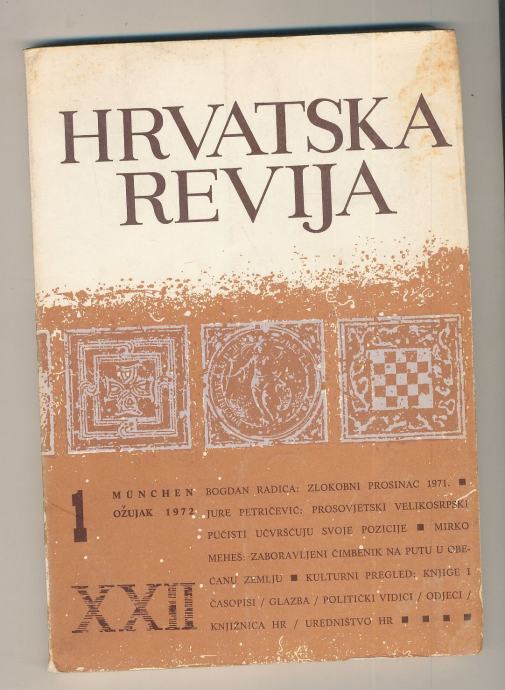 HRVATSKA
REVIJA
1
MÜNCHEN
OŽUJAK 1972
XXII
BOGDAN RADICA: ZLOKOBNI PROSINAC 1971. ■
JURE PETRIČEVIĆ: PROSOVJETSKI VELIKOSRPSKI
PUČISTI UČVRŠĆUJU SVOJE POZICIJE ■ MIRKO
MEHEŠ: ZABORAVLJENI ČIMBENIK NA PUTU U OBE-
ĆANU ZEMLJU ■ KULTURNI PREGLED: KNJIGE I
ČASOPISI / GLAZBA / POLITIČKI VIDICI / ODJECI /
KNJIŽNICA HR / UREDNIŠTVO HR ■ ■ ■ ■